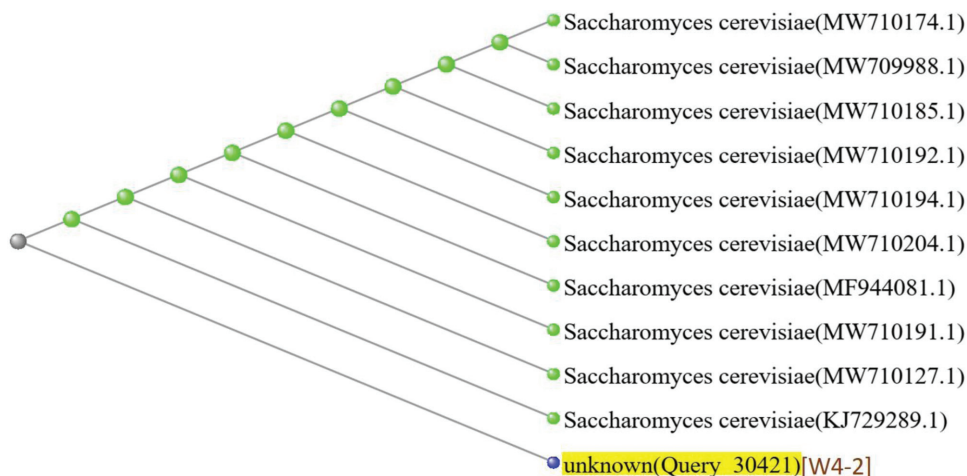 Saccharomyces cerevisiae(MW710174.1)
Saccharomyces cerevisiae(MW709988.1)
Saccharomyces cerevisiae(MW710185.1)
Saccharomyces cerevisiae(MW710192.1)
Saccharomyces cerevisiae(MW710194.1)
Saccharomyces cerevisiae(MW710204.1)
Saccharomyces cerevisiae(MF944081.1)
Saccharomyces cerevisiae(MW710191.1)
Saccharomyces cerevisiae(MW710127.1)
Saccharomyces cerevisiae(KJ729289.1)
unknown(Query 30421)[W4-2]